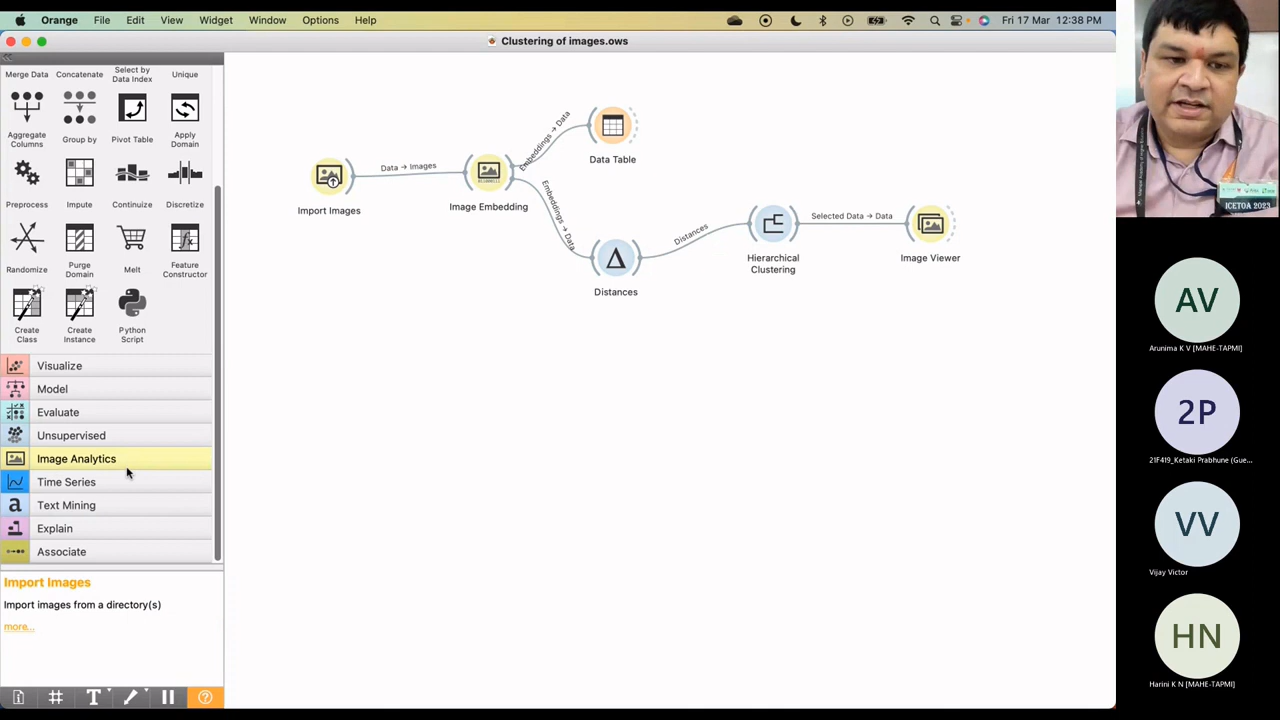 Orange File Edit View Widget Window Options Help
Fri 17 Mar 12:38 PM
Clustering of images.ows
Merge Data
Concatenate
Select by
Data Index
Unique
Aggregate
Columns
Group by
Pivot Table
Apply
Domain
Preprocess
Impute
Continuize
Discretize
Randomize
Purge
Domain
Melt
Feature
Constructor
Create
Class
Create
Instance
Python
Script
Visualize
Model
Evaluate
Unsupervised
Image Analytics
Time Series
Text Mining
Explain
Associate
Import Images
Import images from a directory(s)
more...
Import Images
Data → Images
Image Embedding
Embeddings → Data
Data Table
Embeddings → Data
Distances
Distances
Hierarchical
Clustering
Selected Data → Data
Image Viewer
ICETOA 2023
AV
Arunima K V [MAHE-TAPMI]
2P
21F419_Ketaki Prabhune (Gue...
VV
Vijay Victor
HN
Harini K N [MAHE-TAPMI]